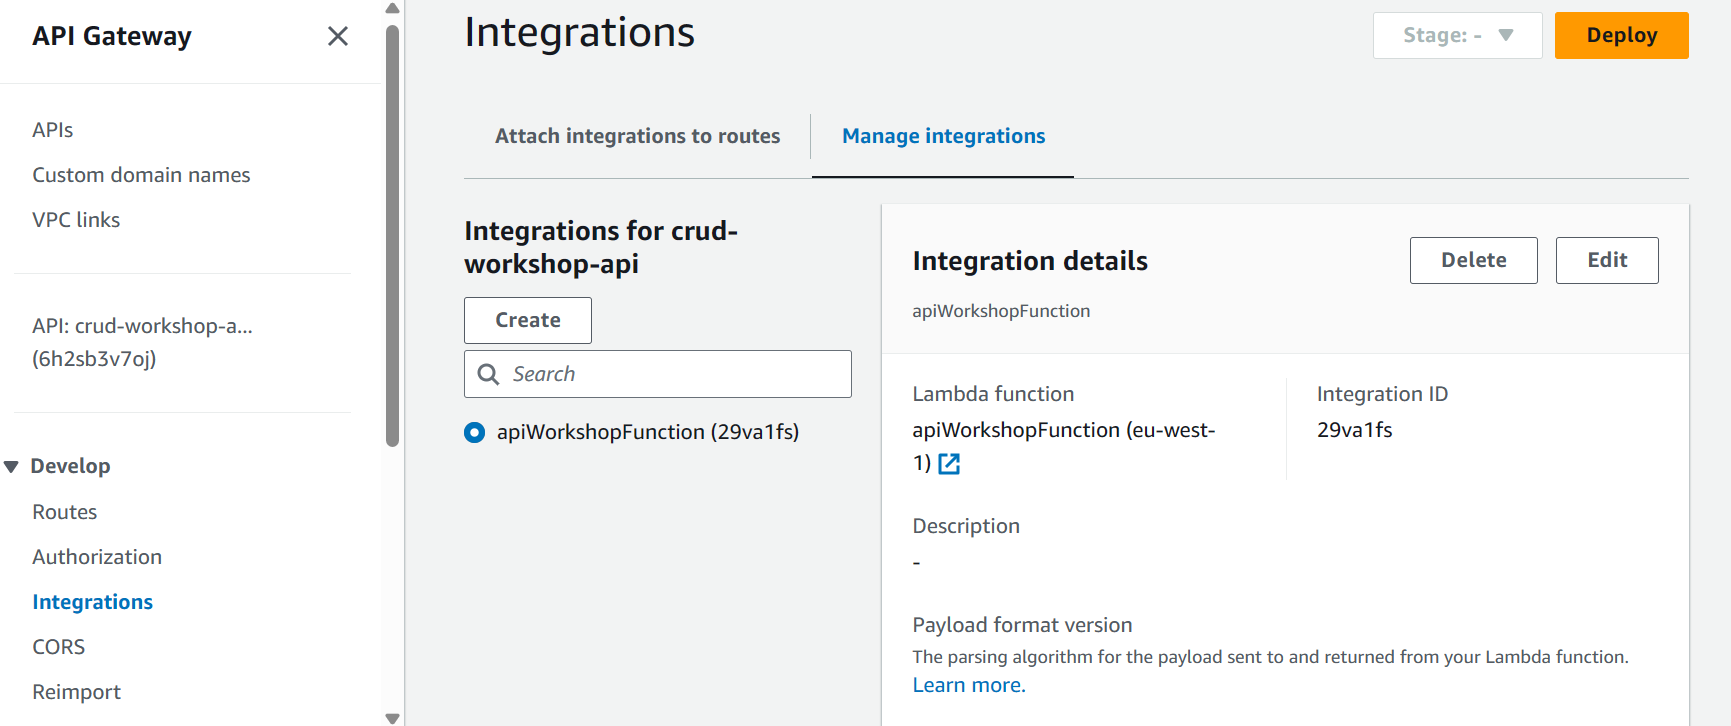 API Gateway
APIs
Custom domain names
VPC links
API: crud-workshop-a...
(6h2sb3v7oj)
Develop
Routes
Authorization
Integrations
CORS
Reimport
Integrations
Stage: -
Deploy
Attach integrations to routes
Manage integrations
Integrations for crud-
workshop-api
Create
Search
apiWorkshopFunction (29va1fs)
Integration details
Delete
Edit
apiWorkshopFunction
Lambda function
apiWorkshopFunction (eu-west-
1)
Integration ID
29va1fs
Description
-
Payload format version
The parsing algorithm for the payload sent to and returned from your Lambda function.
Learn more.